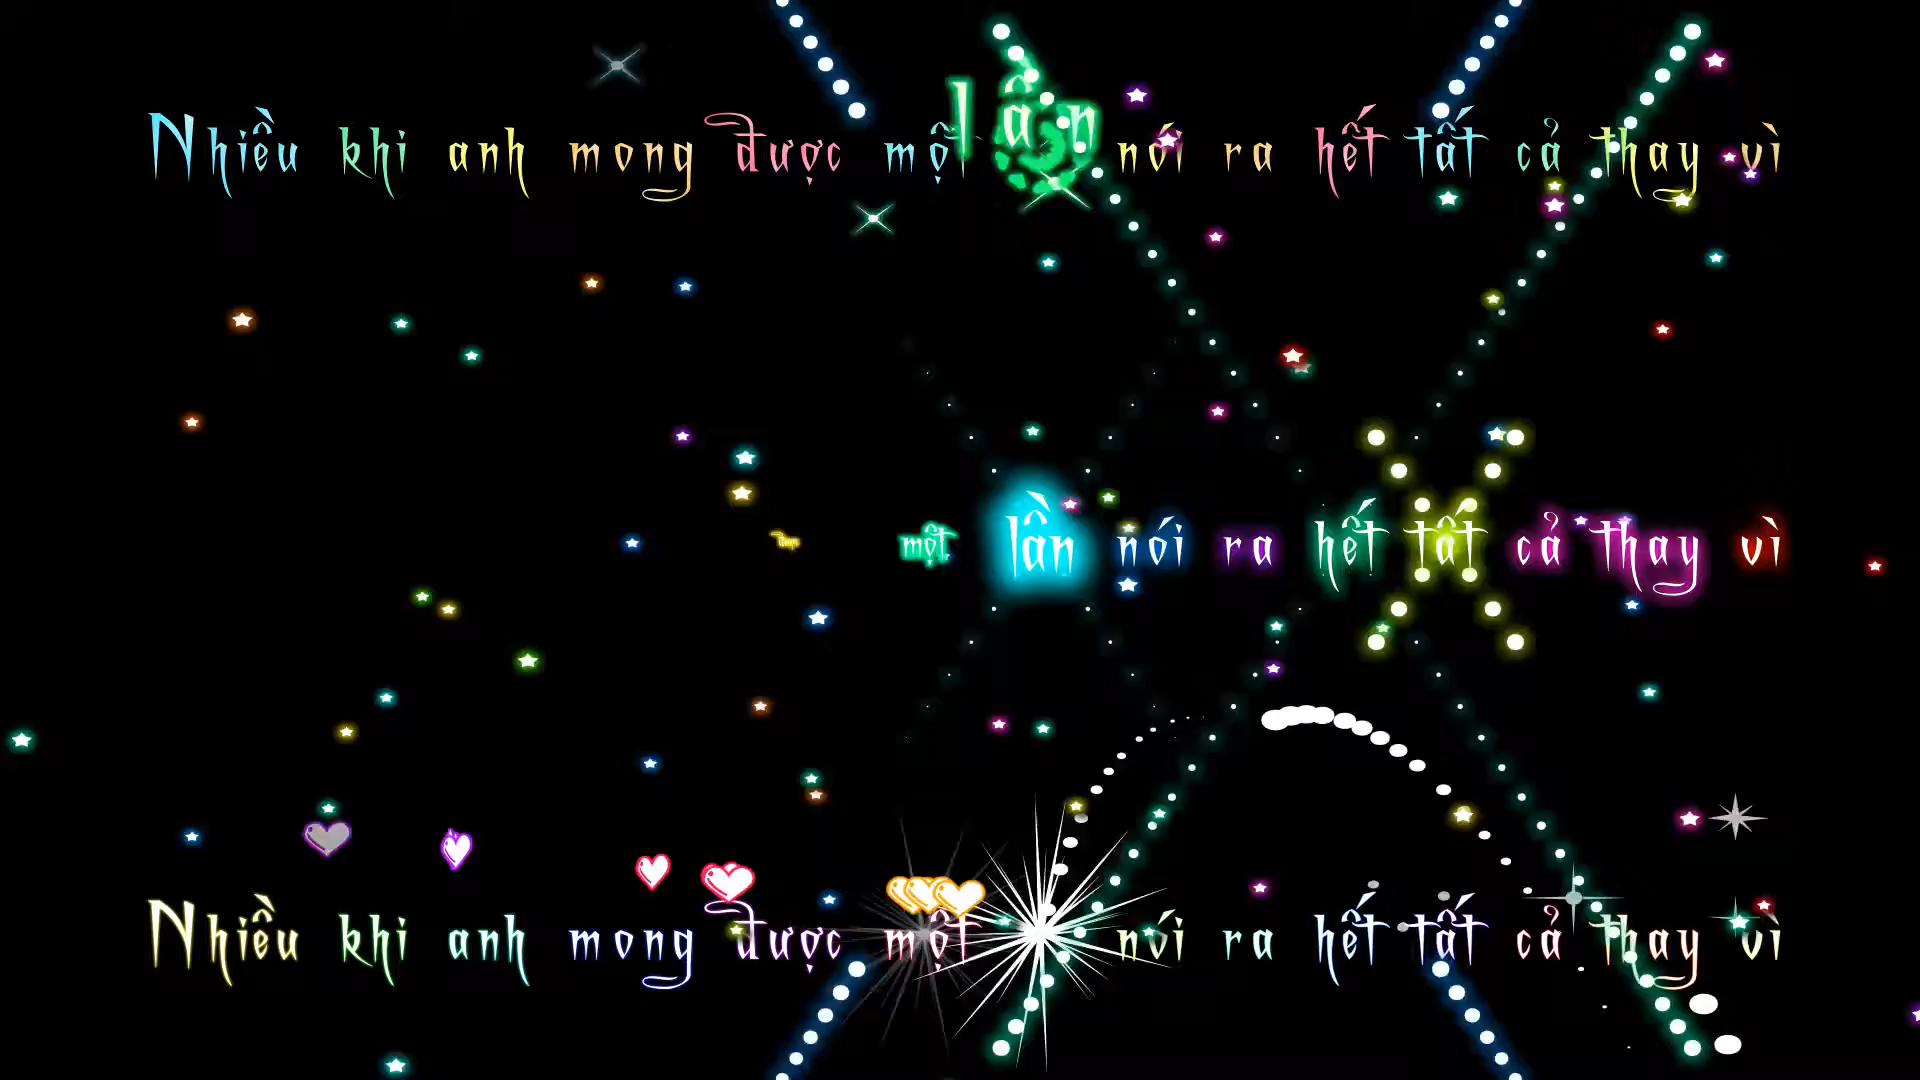 Nhiều khi anh mong được một lần nói ra hết tất cả thay vì
được một lần nói ra hết tất cả thay vì
Nhiều khi anh mong được một nói ra hết tất cả thay vì